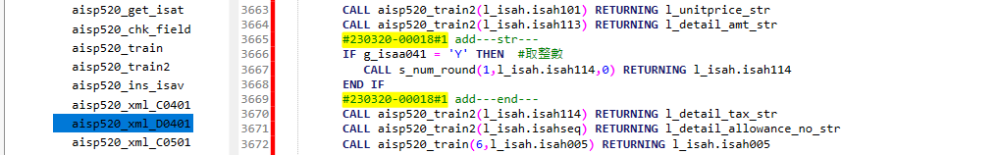 aisp520_get_isat
aisp520_chk_field
aisp520_train
aisp520_train2
aisp520_ins_isav
aisp520_xml_C0401
aisp520_xml_D0401
aisp520_xml_C0501
3663 CALL aisp520_train2(l_isah.isah101) RETURNING l_unitprice_str
3664 CALL aisp520_train2(l_isah.isah113) RETURNING l_detail_amt_str
3665 #230320-00018#1 add---str---
3666 IF g_isaa041 = 'Y' THEN  #取整數
3667 CALL s_num_round(1,l_isah.isah114,0) RETURNING l_isah.isah114
3668 END IF
3669 #230320-00018#1 add---end---
3670 CALL aisp520_train2(l_isah.isah114) RETURNING l_detail_tax_str
3671 CALL aisp520_train2(l_isah.isahseq) RETURNING l_detail_allowance_no_str
3672 CALL aisp520_train(6,l_isah.isah005) RETURNING l_isah.isah005